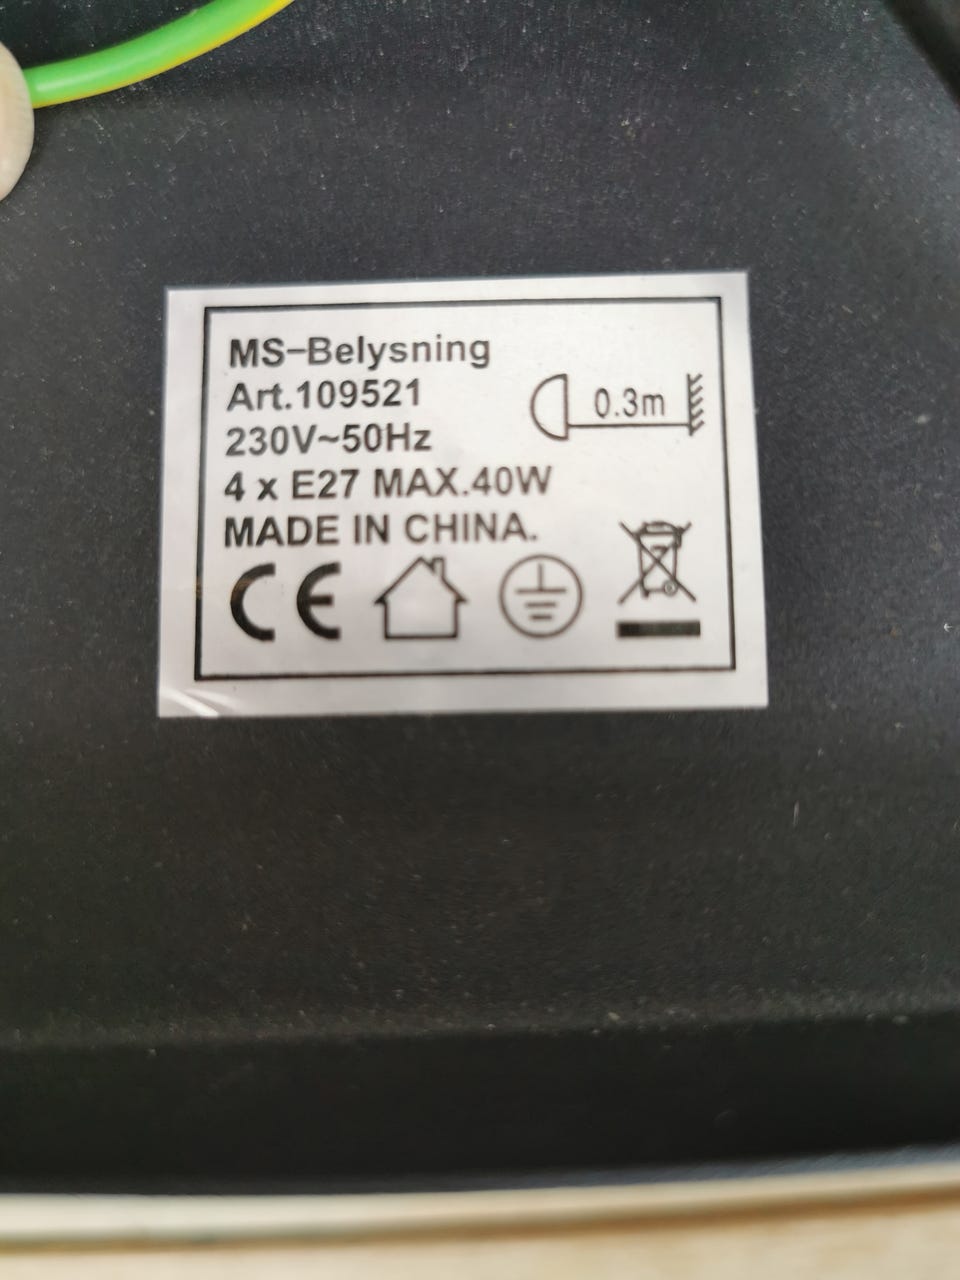 MS-Belysning
Art.109521
0.3m
230V~50Hz
4 x E27 MAX.40W
MADE IN CHINA.
CE